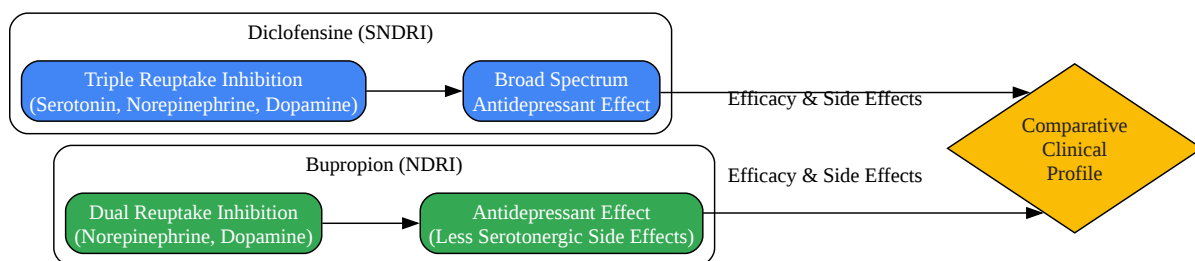 Diclofensine (SNDRI)
Triple Reuptake Inhibition
(Serotonin, Norepinephrine, Dopamine)
Broad Spectrum
Antidepressant Effect
Efficacy & Side Effects
Bupropion (NDRI)
Dual Reuptake Inhibition
(Norepinephrine, Dopamine)
Antidepressant Effect
(Less Serotonergic Side Effects)
Efficacy & Side Effects
Comparative
Clinical
Profile